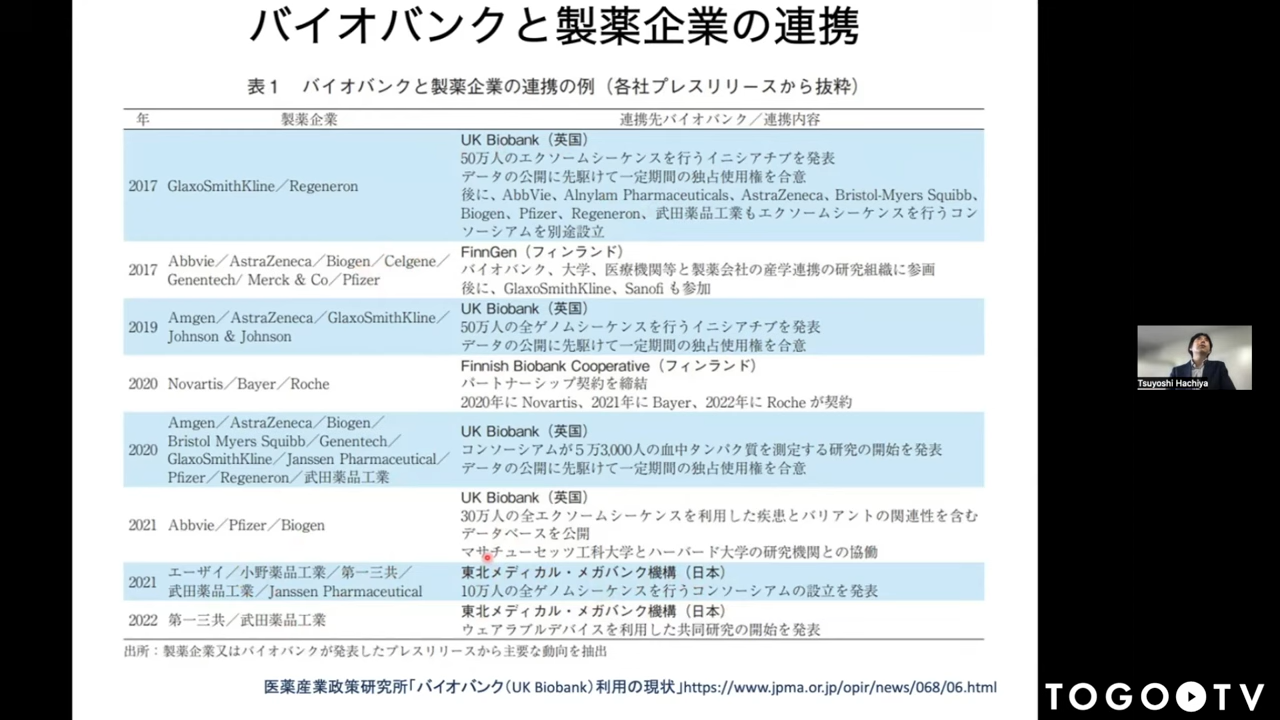 バイオバンクと製薬企業の連携
表1 バイオバンクと製薬企業の連携の例（各社プレスリリースから抜粋）
年 製薬企業 連携先バイオバンク／連携内容
2017 GlaxoSmithKline／Regeneron
UK Biobank（英国）
50万人のエクソームシーケンスを行うイニシアチブを発表
データの公開に先駆けて一定期間の独占使用権を合意
後に、AbbVie、Alnylam Pharmaceuticals、AstraZeneca、Bristol-Myers Squibb、
Biogen、Pfizer、Regeneron、武田薬品工業もエクソームシーケンスを行うコン
ソーシアムを別途設立
2017 Abbvie／AstraZeneca／Biogen／Celgene／
Genentech/ Merck & Co／Pfizer
FinnGen（フィンランド）
バイオバンク、大学、医療機関等と製薬会社の産学連携の研究組織に参画
後に、GlaxoSmithKline、Sanofi も参加
2019 Amgen／AstraZeneca／GlaxoSmithKline／
Johnson & Johnson
UK Biobank（英国）
50万人の全ゲノムシーケンスを行うイニシアチブを発表
データの公開に先駆けて一定期間の独占使用権を合意
2020 Novartis／Bayer／Roche
Finnish Biobank Cooperative（フィンランド）
パートナーシップ契約を締結
2020年に Novartis、2021年に Bayer、2022年に Roche が契約
2020 Amgen／AstraZeneca／Biogen／
Bristol Myers Squibb／Genentech／
GlaxoSmithKline／Janssen Pharmaceutical／
Pfizer／Regeneron／武田薬品工業
UK Biobank（英国）
コンソーシアムが５万3,000人の血中タンパク質を測定する研究の開始を発表
データの公開に先駆けて一定期間の独占使用権を合意
2021 Abbvie／Pfizer／Biogen
UK Biobank（英国）
30万人の全エクソームシーケンスを利用した疾患とバリアントの関連性を含む
データベースを公開
マサチューセッツ工科大学とハーバード大学の研究機関との協働
2021 エーザイ／小野薬品工業／第一三共／
武田薬品工業／Janssen Pharmaceutical
東北メディカル・メガバンク機構（日本）
10万人の全ゲノムシーケンスを行うコンソーシアムの設立を発表
2022 第一三共／武田薬品工業
東北メディカル・メガバンク機構（日本）
ウェアラブルデバイスを利用した共同研究の開始を発表
出所：製薬企業又はバイオバンクが発表したプレスリリースから主要な動向を抽出
医薬産業政策研究所「バイオバンク（UK Biobank）利用の現状」https://www.jpma.or.jp/opir/news/068/06.html
Tsuyoshi Hachiya
TOGO TV